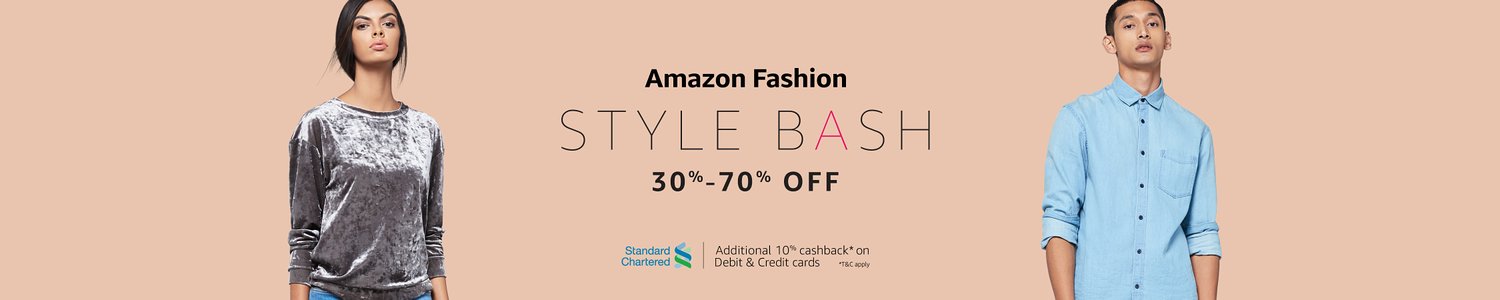 Amazon Fashion
STYLE BASH
30%-70% OFF
Standard Chartered
Additional 10% cashback* on
Debit & Credit cards *T&C apply